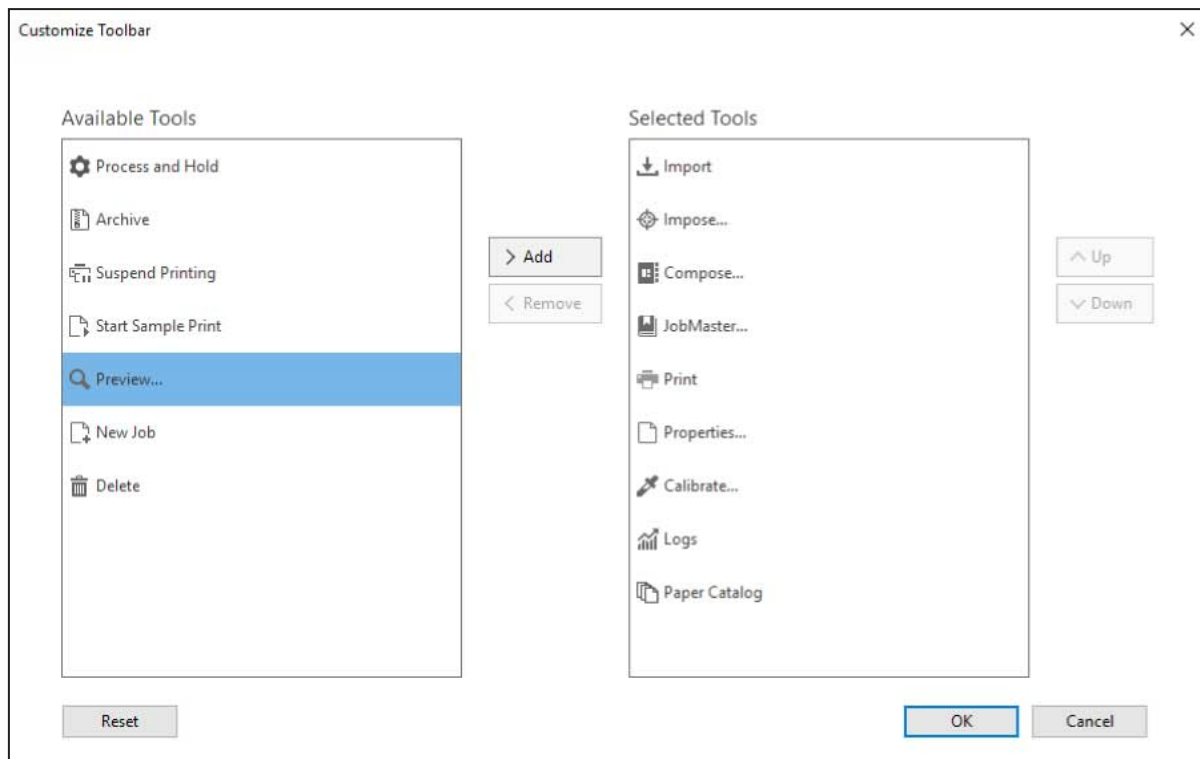 Customize Toolbar
Available Tools
Process and Hold
Archive
Suspend Printing
Start Sample Print
Preview...
New Job
Delete
Add
Remove
Selected Tools
Import
Impose...
Compose...
JobMaster...
Print
Properties...
Calibrate...
Logs
Paper Catalog
Up
Down
Reset
OK
Cancel